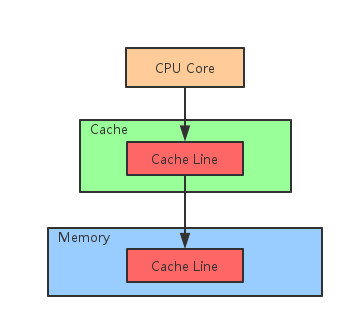 CPU Core
Cache
Cache Line
Memory
Cache Line